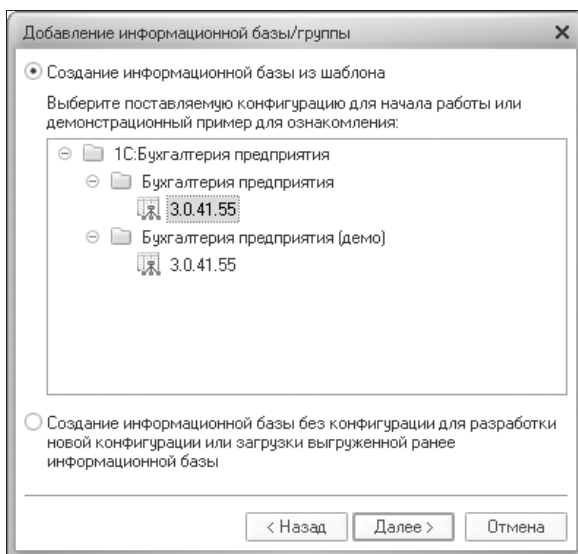 Добавление информационной базы/группы
Создание информационной базы из шаблона
Выберите поставляемую конфигурацию для начала работы или
демонстрационный пример для ознакомления:
1С:Бухгалтерия предприятия
Бухгалтерия предприятия
3.0.41.55
Бухгалтерия предприятия (демо)
3.0.41.55
Создание информационной базы без конфигурации для разработки
новой конфигурации или загрузки выгруженной ранее
информационной базы
< Назад Далее > Отмена